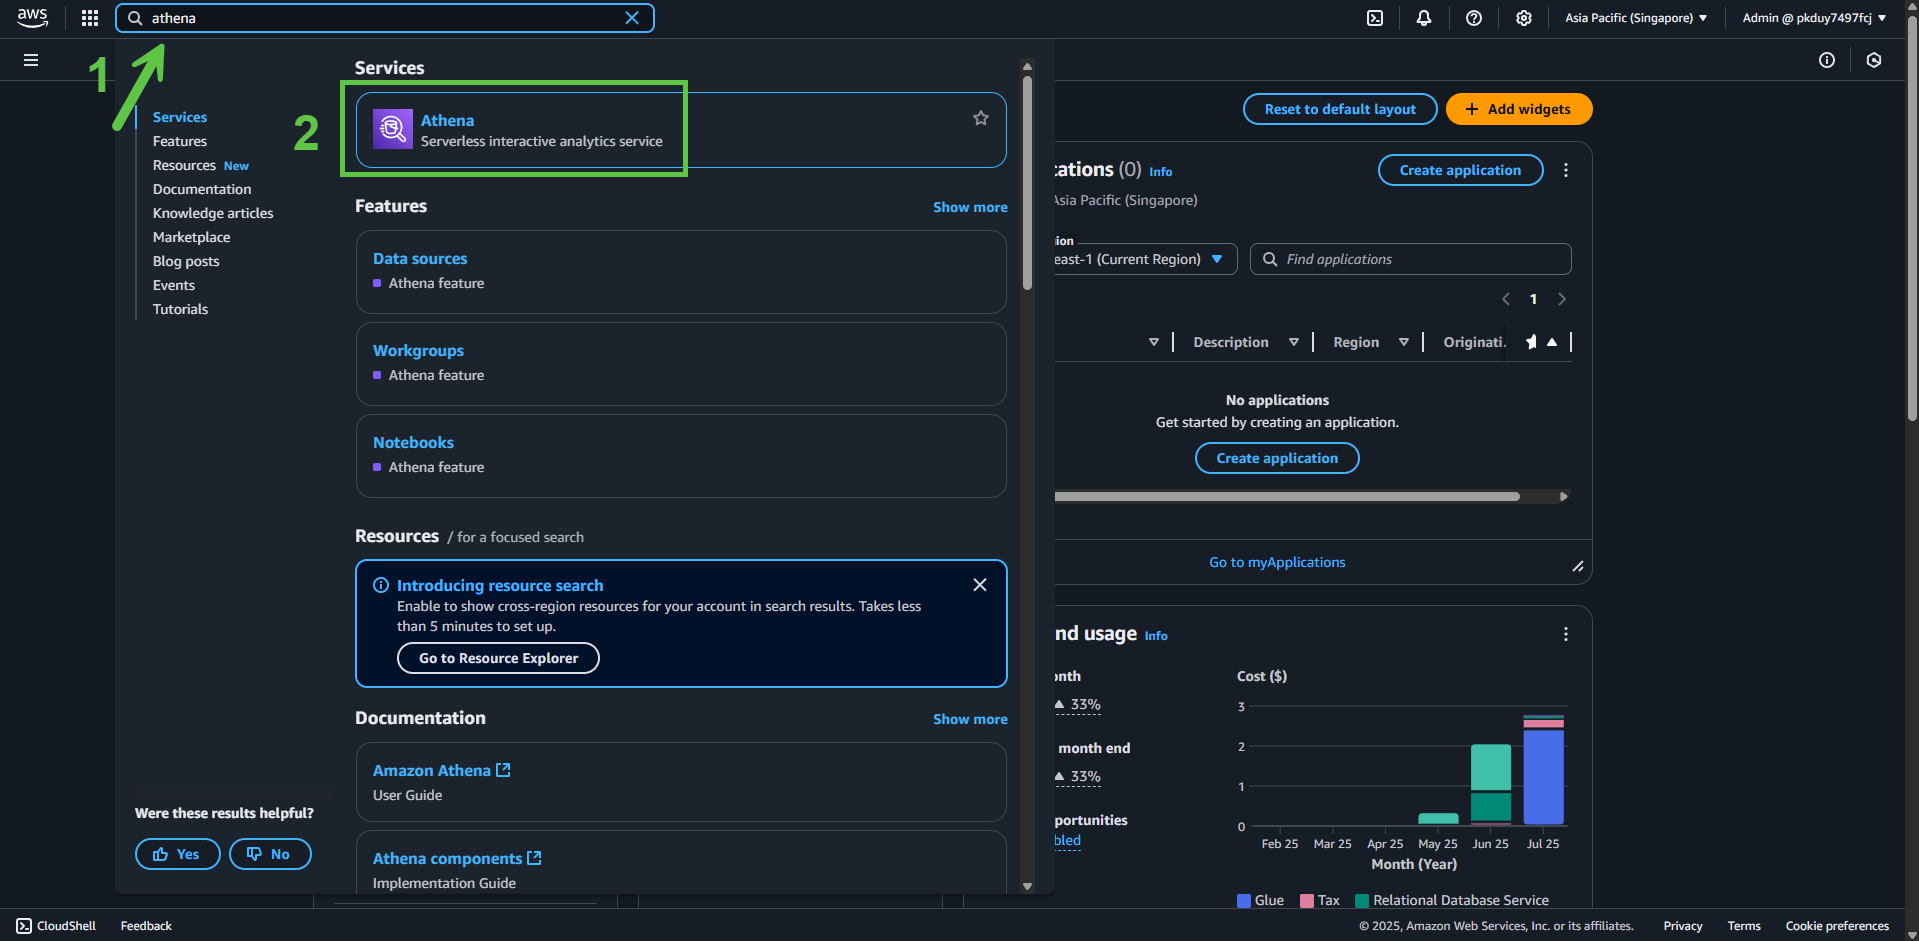 aws
athena
Asia Pacific (Singapore)
Admin @ pkduy7497fcj
1
2
Services
Features
Resources New
Documentation
Knowledge articles
Marketplace
Blog posts
Events
Tutorials
Were these results helpful?
Yes
No
Services
Athena
Serverless interactive analytics service
Features
Show more
Data sources
Athena feature
Workgroups
Athena feature
Notebooks
Athena feature
Resources / for a focused search
Introducing resource search
Enable to show cross-region resources for your account in search results. Takes less
than 5 minutes to set up.
Go to Resource Explorer
Documentation
Show more
Amazon Athena
User Guide
Athena components
Implementation Guide
Reset to default layout
+ Add widgets
cations (0) Info
Create application
Asia Pacific (Singapore)
ion
east-1 (Current Region)
Find applications
1
Description
Region
Originati.
No applications
Get started by creating an application.
Create application
Go to myApplications
nd usage Info
onth
33%
month end
33%
portunities
bled
Cost ($)
3
2
1
0
Feb 25
Mar 25
Apr 25
May 25
Jun 25
Jul 25
Month (Year)
Glue
Tax
Relational Database Service
CloudShell
Feedback
© 2025, Amazon Web Services, Inc. or its affiliates.
Privacy
Terms
Cookie preferences